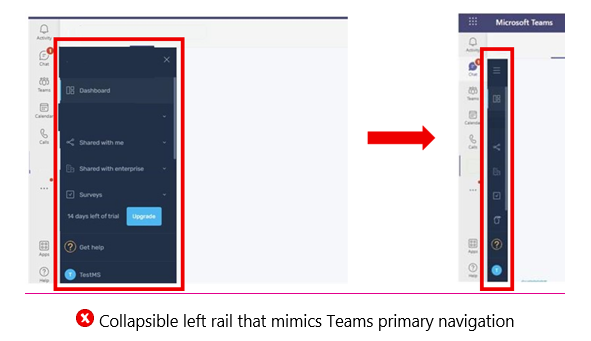 Microsoft Teams
Activity
Activity
Chat
Chat
Dashboard
Teams
Teams
Calendar
Calendar
Calls
Shared with me
Calls
Shared with enterprise
Surveys
14 days left of trial
Upgrade
Get help
Apps
Apps
T TestMS
T
Help
Help
Collapsible left rail that mimics Teams primary navigation